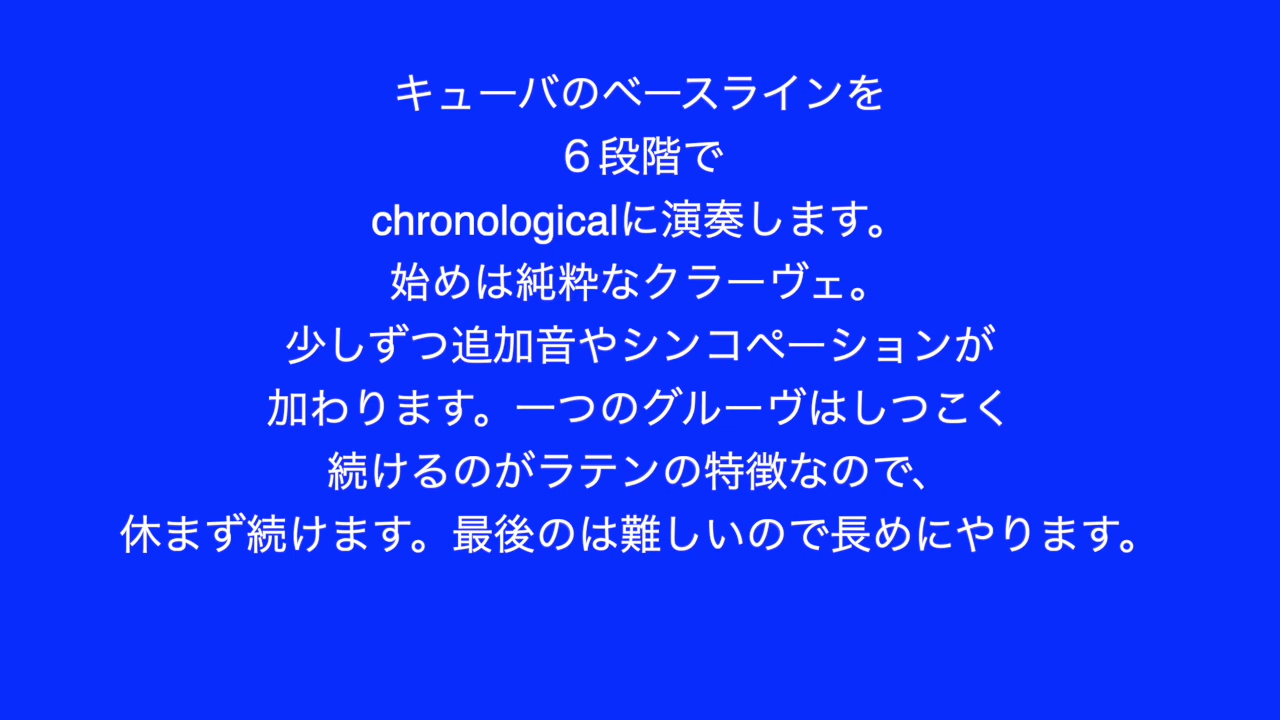 キューバのベースラインを
６段階で
chronologicalに演奏します。
始めは純粋なクラーヴェ。
少しずつ追加音やシンコペーションが
加わります。一つのグルーヴはしつこく
続けるのがラテンの特徴なので、
休まず続けます。最後のは難しいので長めにやります。